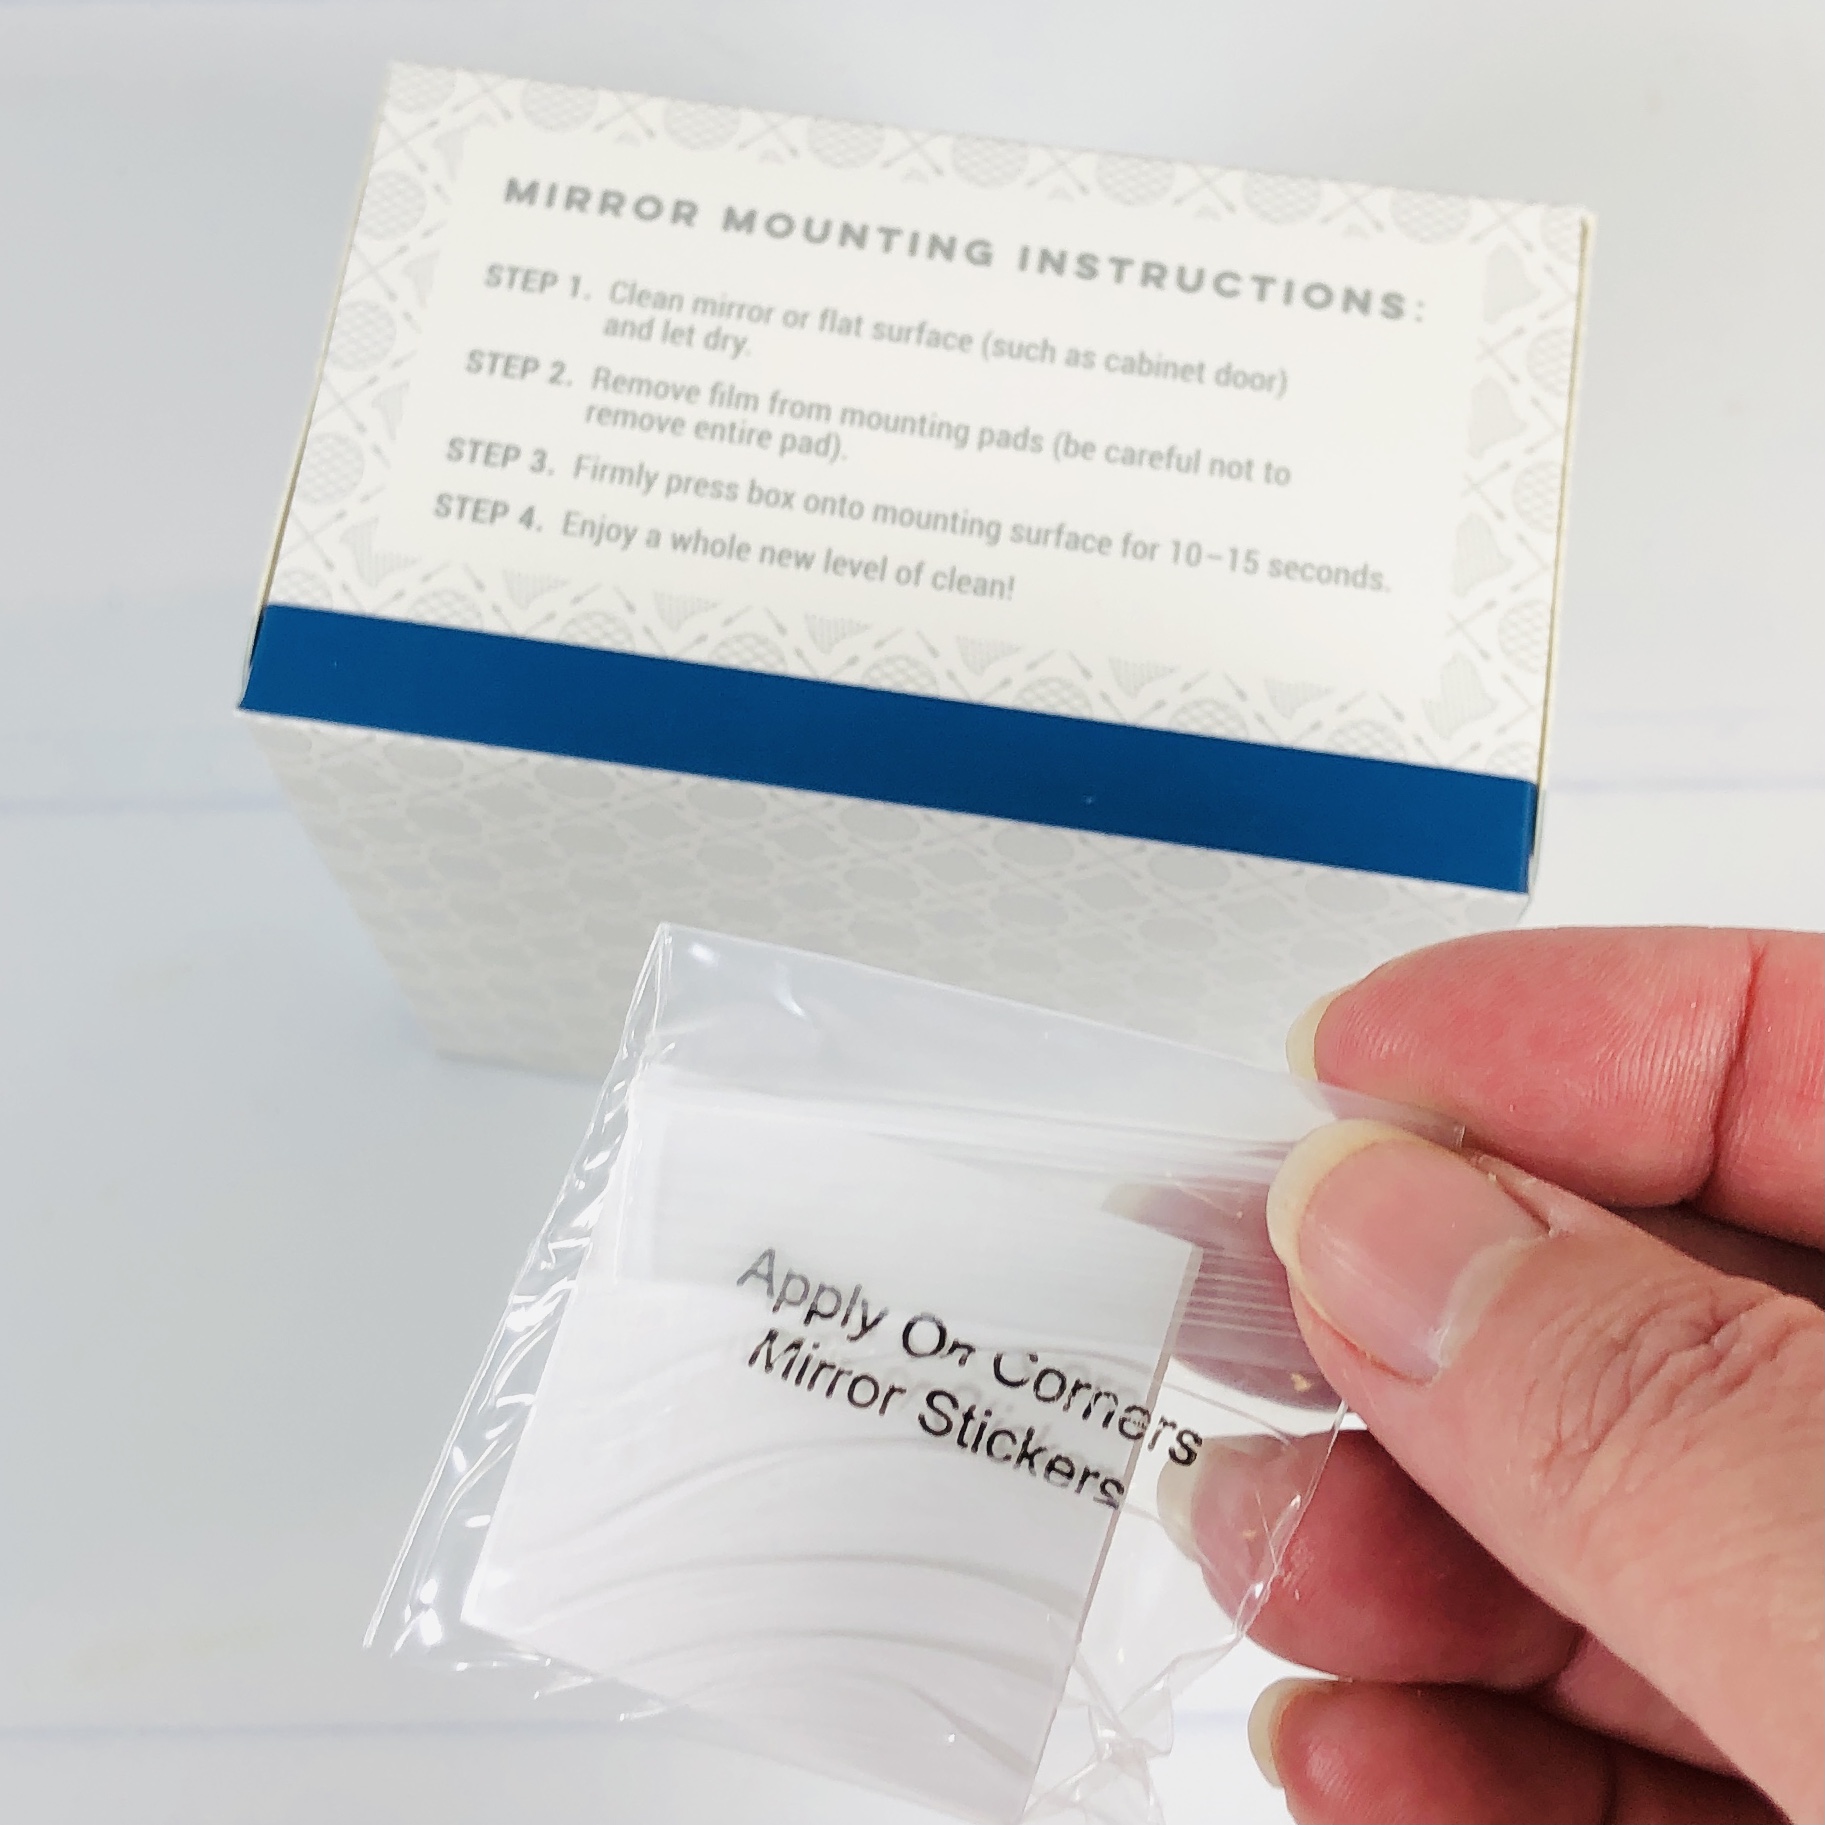 MIRROR MOUNTING INSTRUCTIONS:
STEP 1. Clean mirror or flat surface (such as cabinet door)
and let dry.
STEP 2. Remove film from mounting pads (be careful not to
remove entire pad).
STEP 3. Firmly press box onto mounting surface for 10–15 seconds.
STEP 4. Enjoy a whole new level of clean!
Apply On Corners
Mirror Stickers